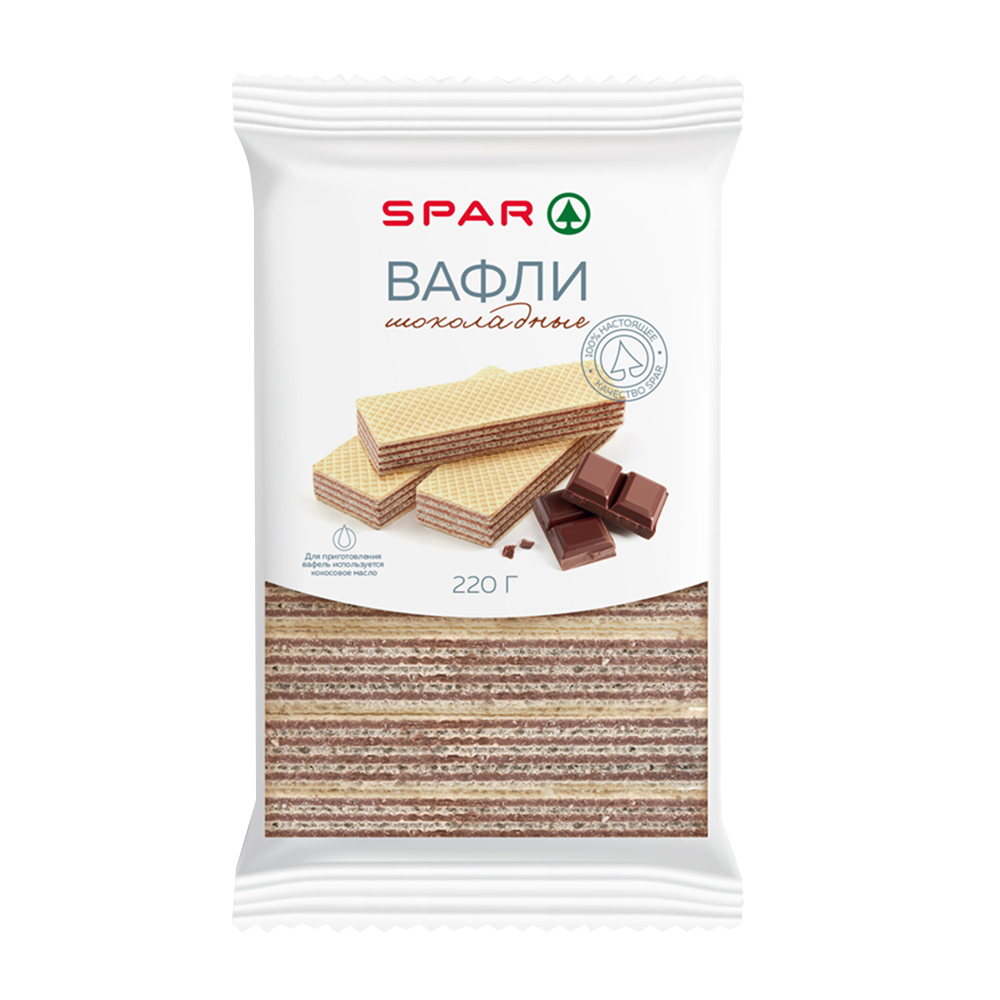 SPAR
ВАФЛИ
шоколадные
100% НАСТОЯЩЕЕ
КАЧЕСТВО SPAR
Для приготовления
вафель используется
кокосовое масло
220 Г